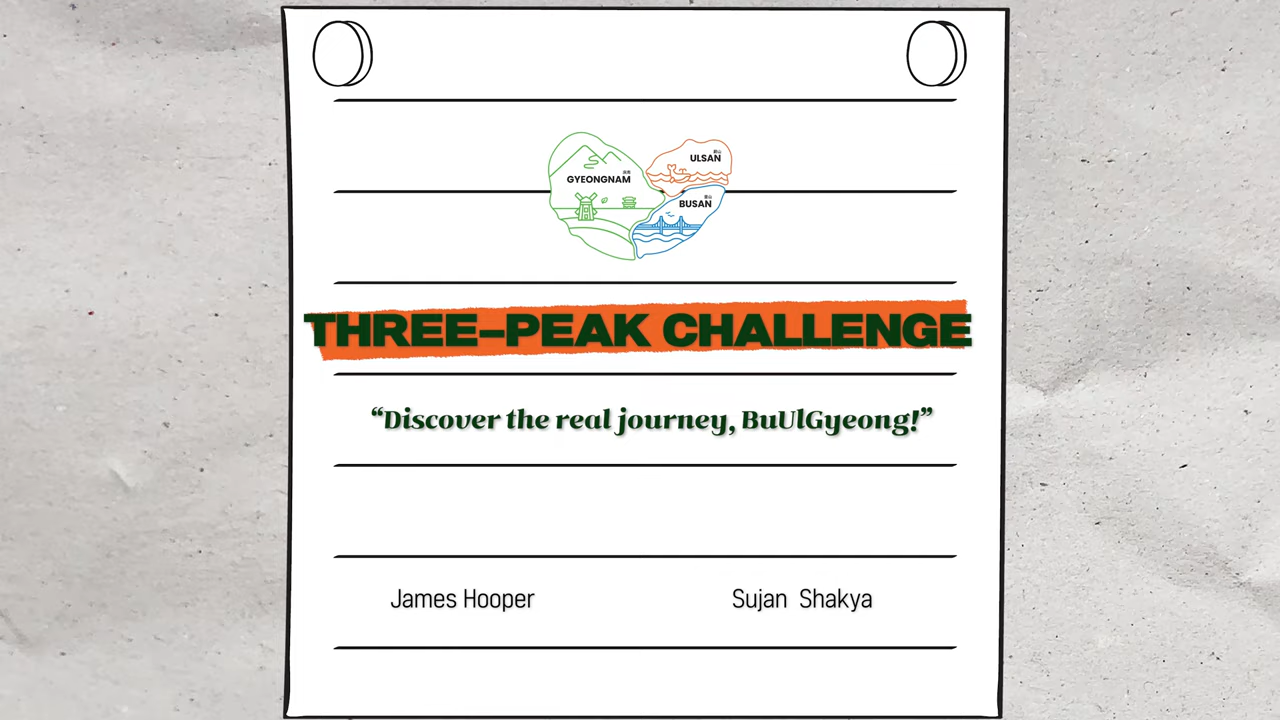 ULSAN
GYEONGNAM
BUSAN
THREE-PEAK CHALLENGE
“Discover the real journey, BuUlGyeong!”
James Hooper
Sujan Shakya